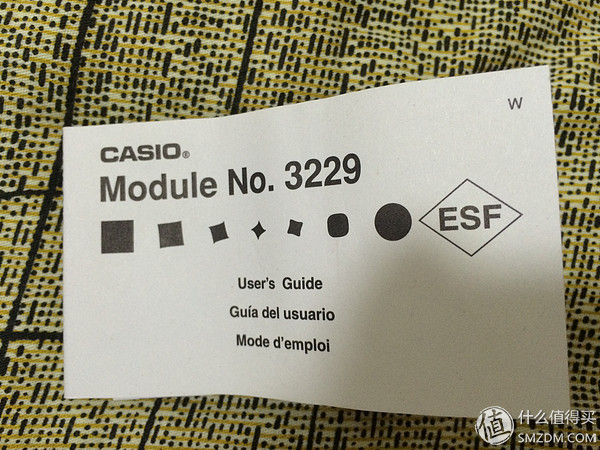 W
CASIO®
Module No. 3229
ESF
User's Guide
Guía del usuario
Mode d'emploi
值 什么值得买
SMZDM.COM